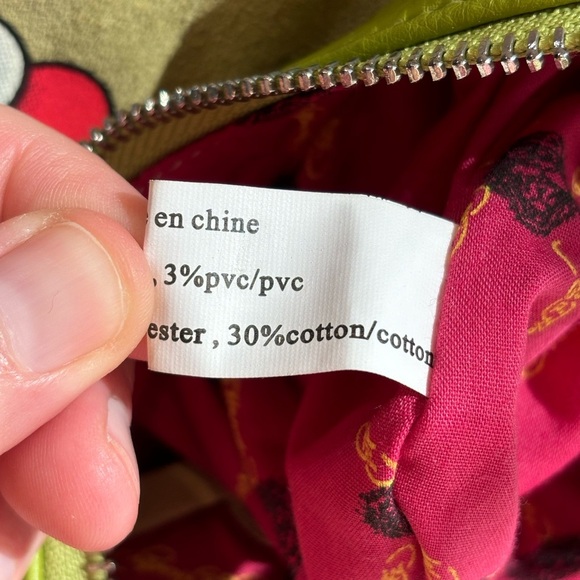 en chine
, 3%pvc/pvc
ester , 30%cotton/cotton